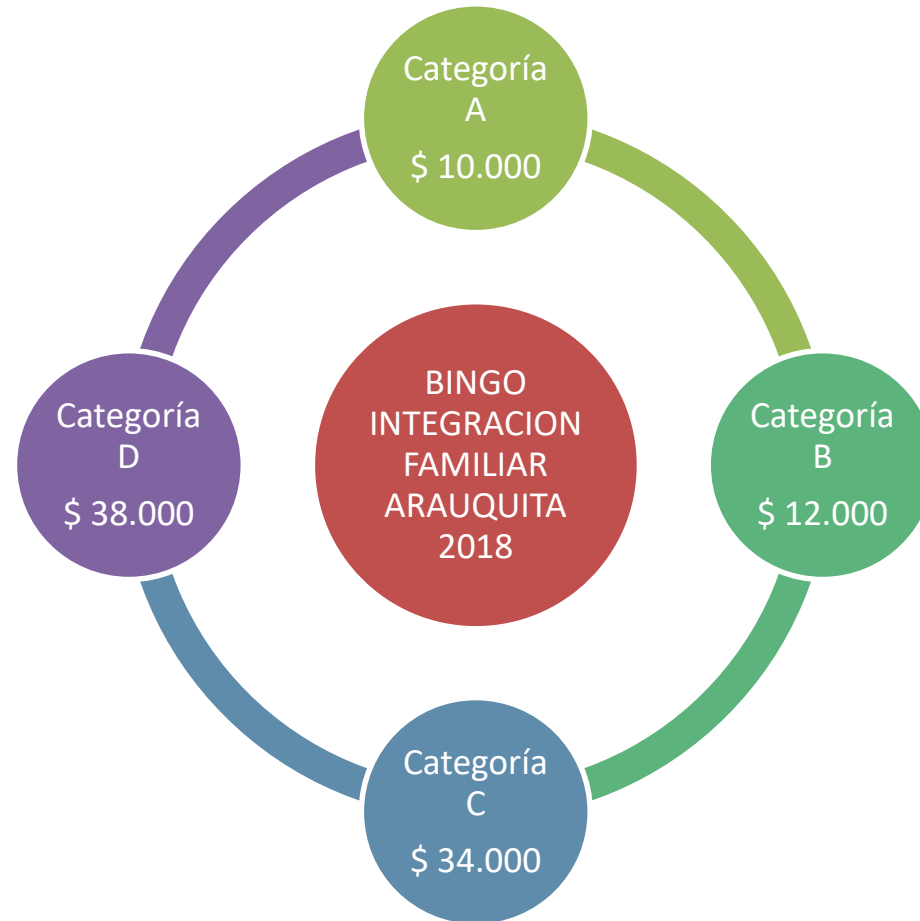 Categoría
A
$ 10.000
BINGO
INTEGRACION
FAMILIAR
ARAUQUITA
2018
Categoría
D
$ 38.000
Categoría
B
$ 12.000
Categoría
C
$ 34.000